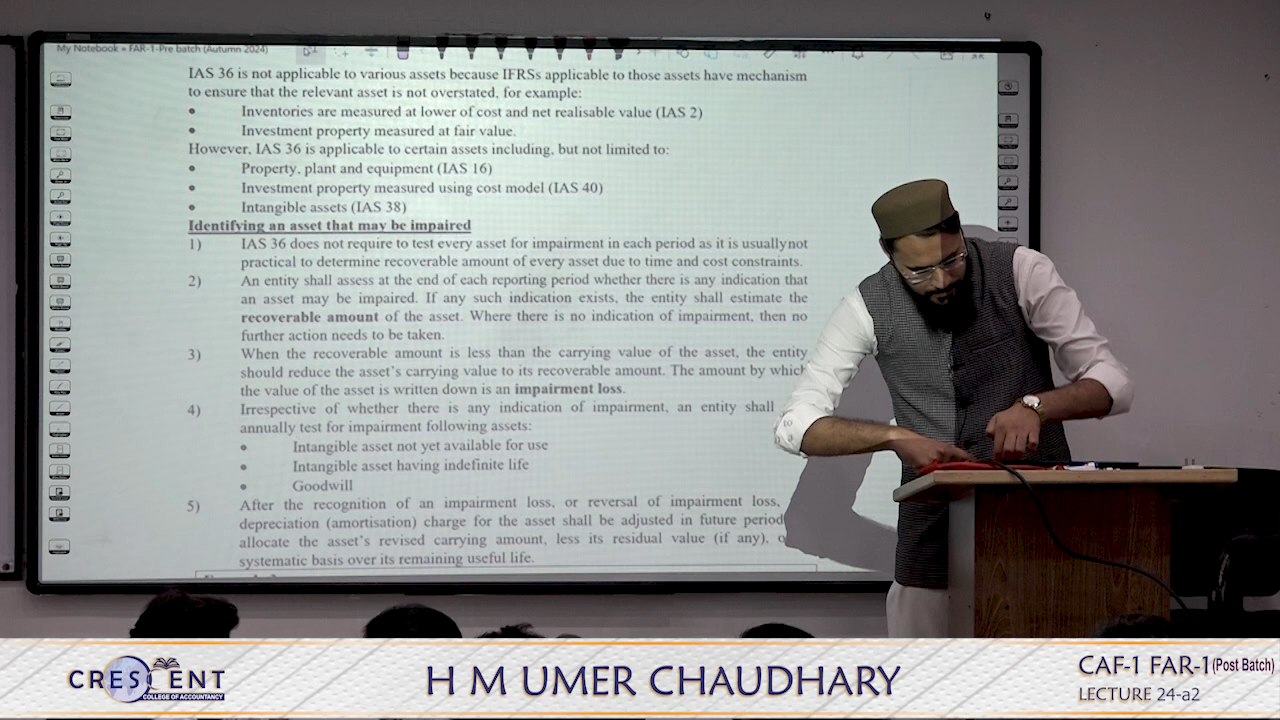 My Notebook » FAR-1-Pre batch (Autumn 2024)
IAS 36 is not applicable to various assets because IFRSs applicable to those assets have mechanism
to ensure that the relevant asset is not overstated, for example:
• Inventories are measured at lower of cost and net realisable value (IAS 2)
• Investment property measured at fair value.
However, IAS 36 is applicable to certain assets including, but not limited to:
• Property, plant and equipment (IAS 16)
• Investment property measured using cost model (IAS 40)
• Intangible assets (IAS 38)
Identifying an asset that may be impaired
1) IAS 36 does not require to test every asset for impairment in each period as it is usually not
practical to determine recoverable amount of every asset due to time and cost constraints.
2) An entity shall assess at the end of each reporting period whether there is any indication that
an asset may be impaired. If any such indication exists, the entity shall estimate the
recoverable amount of the asset. Where there is no indication of impairment, then no
further action needs to be taken.
3) When the recoverable amount is less than the carrying value of the asset, the entity
should reduce the asset's carrying value to its recoverable amount. The amount by which
the value of the asset is written down is an impairment loss.
4) Irrespective of whether there is any indication of impairment, an entity shall
annually test for impairment following assets:
• Intangible asset not yet available for use
• Intangible asset having indefinite life
• Goodwill
5) After the recognition of an impairment loss, or reversal of impairment loss,
depreciation (amortisation) charge for the asset shall be adjusted in future period
allocate the asset's revised carrying amount, less its residual value (if any),
systematic basis over its remaining useful life.
CRESCENT
COLLEGE OF ACCOUNTANCY
H M UMER CHAUDHARY
CAF-1 FAR-1 (Post Batch)
LECTURE 24-a2